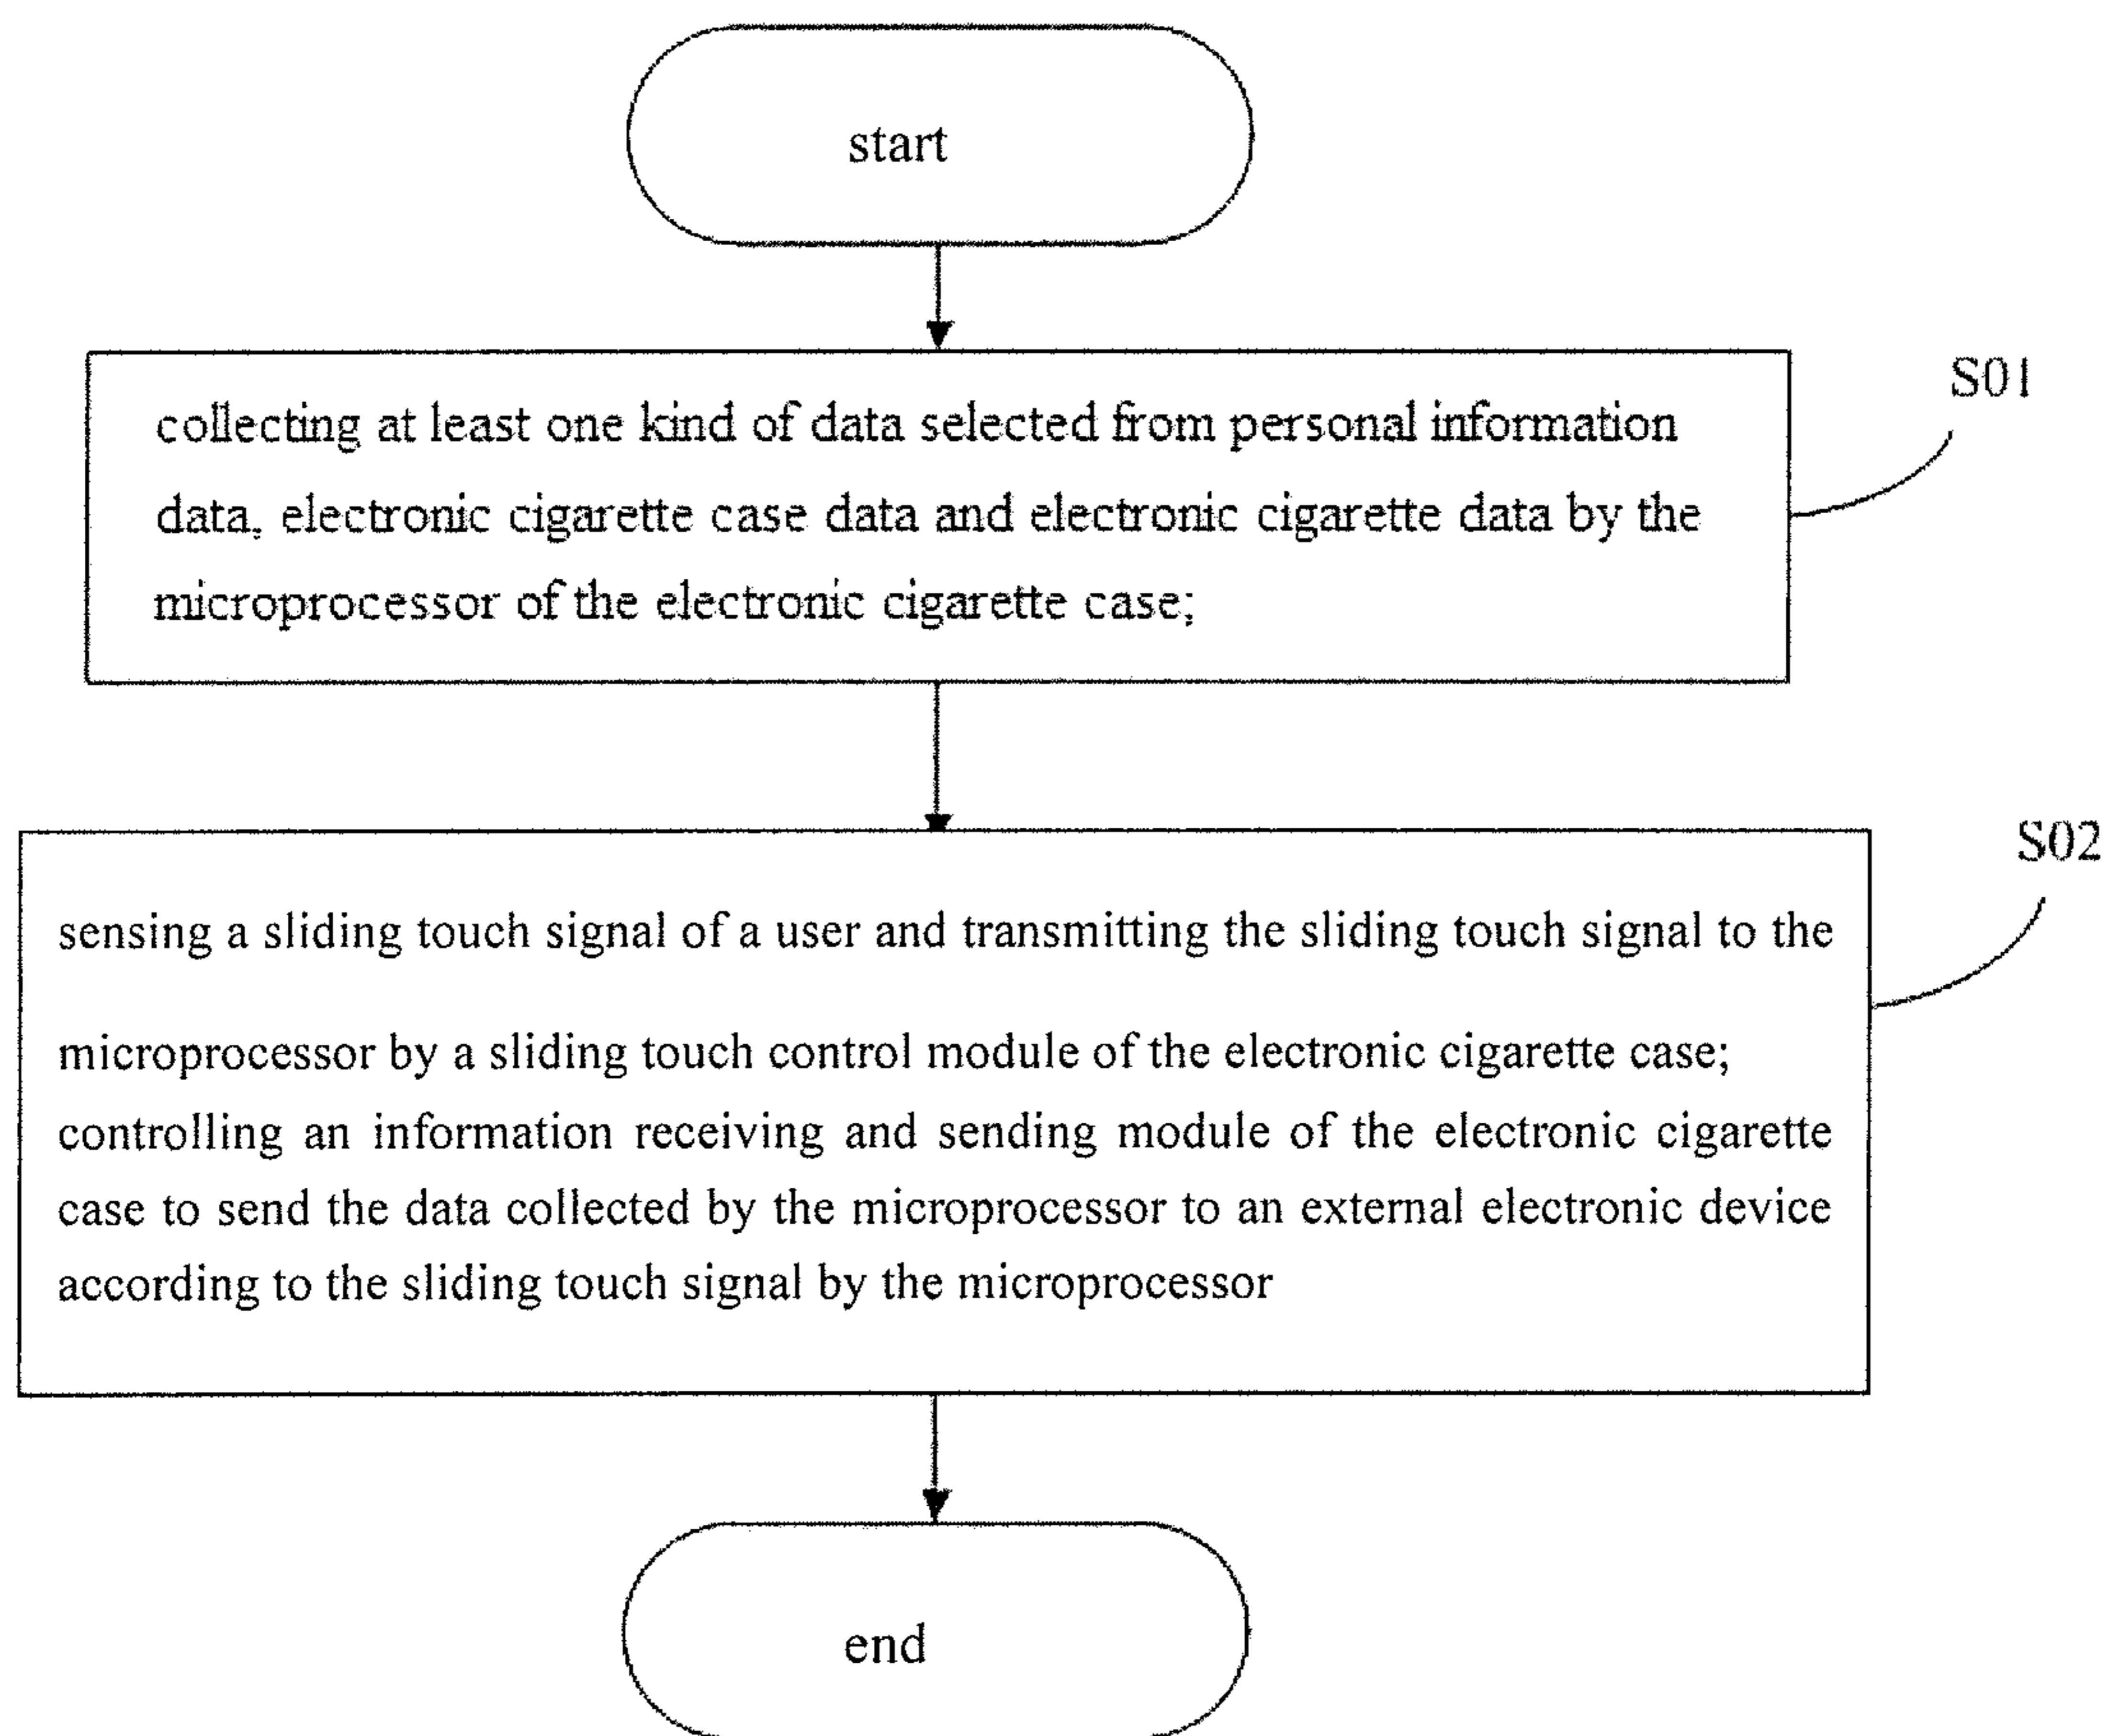 start
S01
collecting at least one kind of data selected from personal information
data, electronic cigarette case data and electronic cigarette data by the
microprocessor of the electronic cigarette case;
S02
sensing a sliding touch signal of a user and transmitting the sliding touch signal to the
microprocessor by a sliding touch control module of the electronic cigarette case;
controlling an information receiving and sending module of the electronic cigarette
case to send the data collected by the microprocessor to an external electronic device
according to the sliding touch signal by the microprocessor
end